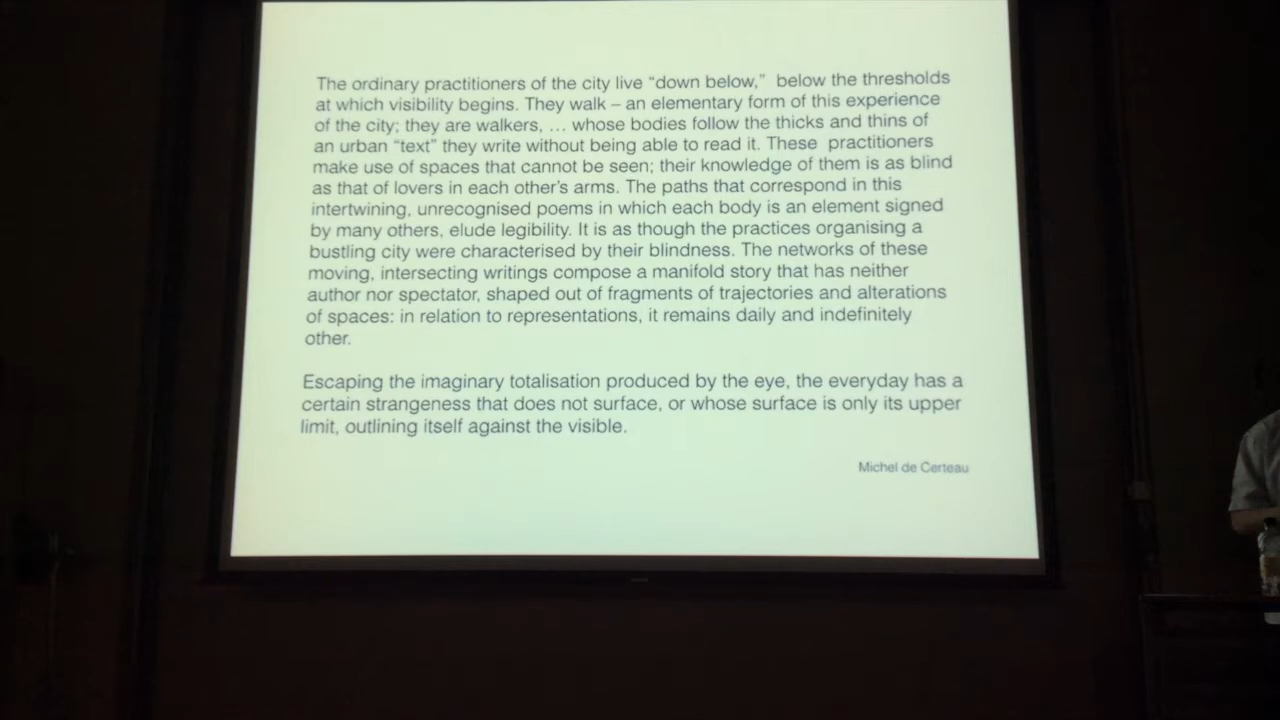 The ordinary practitioners of the city live “down below,”  below the thresholds
at which visibility begins. They walk – an elementary form of this experience
of the city; they are walkers, … whose bodies follow the thicks and thins of
an urban “text” they write without being able to read it. These  practitioners
make use of spaces that cannot be seen; their knowledge of them is as blind
as that of lovers in each other’s arms. The paths that correspond in this
intertwining, unrecognised poems in which each body is an element signed
by many others, elude legibility. It is as though the practices organising a
bustling city were characterised by their blindness. The networks of these
moving, intersecting writings compose a manifold story that has neither
author nor spectator, shaped out of fragments of trajectories and alterations
of spaces: in relation to representations, it remains daily and indefinitely
other.
Escaping the imaginary totalisation produced by the eye, the everyday has a
certain strangeness that does not surface, or whose surface is only its upper
limit, outlining itself against the visible.
Michel de Certeau